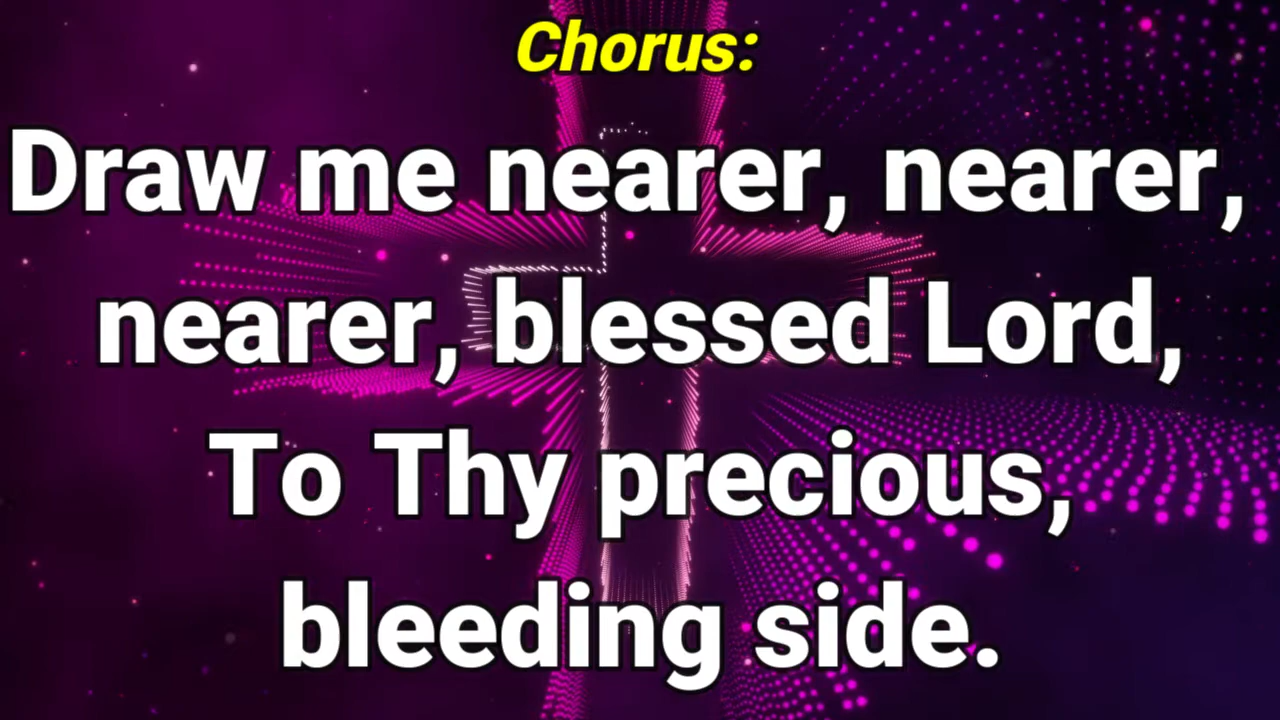 Chorus:
Draw me nearer, nearer,
nearer, blessed Lord,
To Thy precious,
bleeding side.